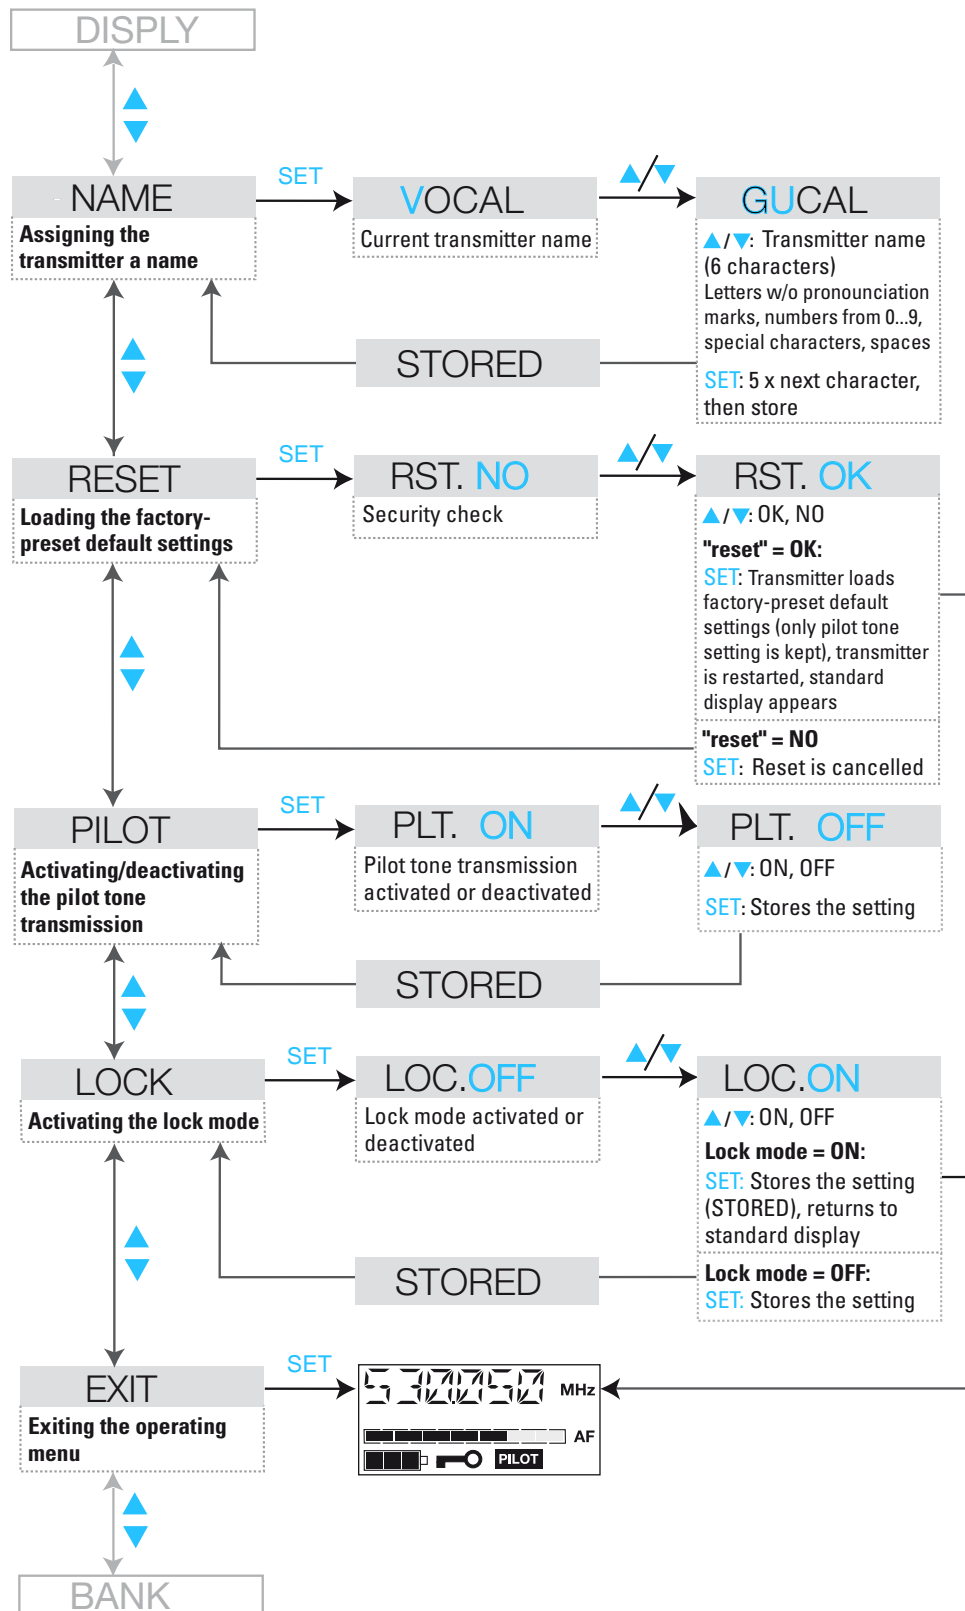 DISPLY
NAME
SET
VOCAL
GUCAL
Assigning the
transmitter a name
Current transmitter name
▲/▼: Transmitter name
(6 characters)
Letters w/o pronounciation
marks, numbers from 0...9,
special characters, spaces
SET: 5 x next character,
then store
STORED
RESET
SET
RST. NO
RST. OK
Loading the factory-
preset default settings
Security check
▲/▼: OK, NO
"reset" = OK:
SET: Transmitter loads
factory-preset default
settings (only pilot tone
setting is kept), transmitter
is restarted, standard
display appears
"reset" = NO
SET: Reset is cancelled
PILOT
SET
PLT. ON
PLT. OFF
Activating/deactivating
the pilot tone
transmission
Pilot tone transmission
activated or deactivated
▲/▼: ON, OFF
SET: Stores the setting
STORED
LOCK
SET
LOC.OFF
LOC.ON
Activating the lock mode
Lock mode activated or
deactivated
▲/▼: ON, OFF
Lock mode = ON:
SET: Stores the setting
(STORED), returns to
standard display
Lock mode = OFF:
SET: Stores the setting
STORED
EXIT
SET
530.050 MHz
Exiting the operating
menu
AF
PILOT
BANK